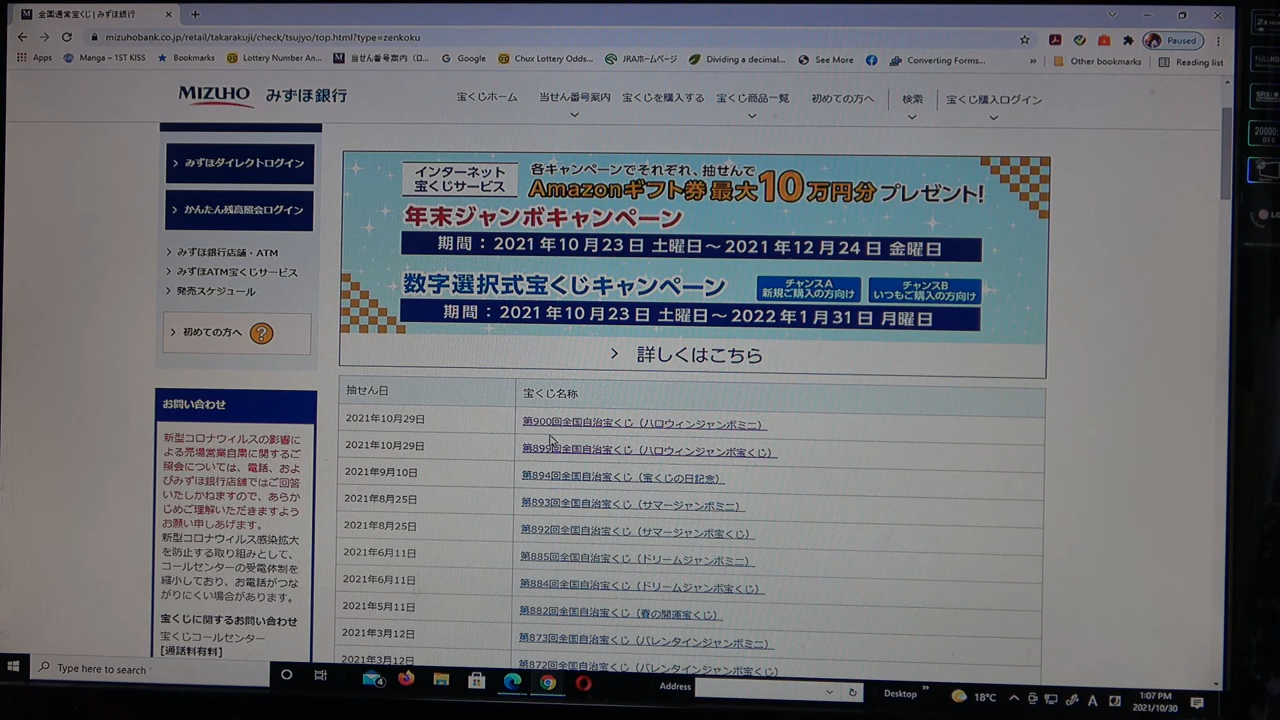 全国通常宝くじ | みずほ銀行
mizuhobank.co.jp/retail/takarakuji/check/tsujyo/top.html?type=zenkoku
Paused
Apps
Manga ~ 1ST KISS
Bookmarks
Lottery Number An...
当せん番号案内（ロ...
Google
Chux Lottery Odds...
JRAホームページ
Dividing a decimal...
See More
Converting Forms...
»
Other bookmarks
Reading list
MIZUHO みずほ銀行
宝くじホーム
当せん番号案内
宝くじを購入する
宝くじ商品一覧
初めての方へ
検索
宝くじ購入ログイン
みずほダイレクトログイン
かんたん残高照会ログイン
みずほ銀行店舗・ATM
みずほATM宝くじサービス
発売スケジュール
初めての方へ ?
インターネット
宝くじサービス
各キャンペーンでそれぞれ、抽せんで
Amazonギフト券 最大10万円分 プレゼント!
年末ジャンボキャンペーン
期間：2021年10月23日 土曜日～2021年12月24日 金曜日
数字選択式宝くじキャンペーン
チャンスA
新規ご購入の方向け
チャンスB
いつもご購入の方向け
期間：2021年10月23日 土曜日～2022年1月31日 月曜日
詳しくはこちら
お問い合わせ
新型コロナウィルスの影響に
よる売場営業自粛に関するご
照会については、電話、およ
びみずほ銀行店舗ではご回答
いたしかねますので、あらか
じめご理解いただきますよう
お願い申しあげます。
新型コロナウィルス感染拡大
を防止する取り組みとして、
コールセンターの受電体制を
縮小しており、お電話がつな
がりにくい場合があります。
宝くじに関するお問い合わせ
宝くじコールセンター
[通話料有料]
抽せん日 宝くじ名称
2021年10月29日 第900回全国自治宝くじ（ハロウィンジャンボミニ）
2021年10月29日 第899回全国自治宝くじ（ハロウィンジャンボ宝くじ）
2021年9月10日 第894回全国自治宝くじ（宝くじの日記念）
2021年8月25日 第893回全国自治宝くじ（サマージャンボミニ）
2021年8月25日 第892回全国自治宝くじ（サマージャンボ宝くじ）
2021年6月11日 第885回全国自治宝くじ（ドリームジャンボミニ）
2021年6月11日 第884回全国自治宝くじ（ドリームジャンボ宝くじ）
2021年5月11日 第882回全国自治宝くじ（春の開運宝くじ）
2021年3月12日 第873回全国自治宝くじ（バレンタインジャンボミニ）
2021年3月12日 第872回全国自治宝くじ（バレンタインジャンボ宝くじ）
Type here to search
Address
Desktop
»
18°C
A
1:07 PM
2021/10/30